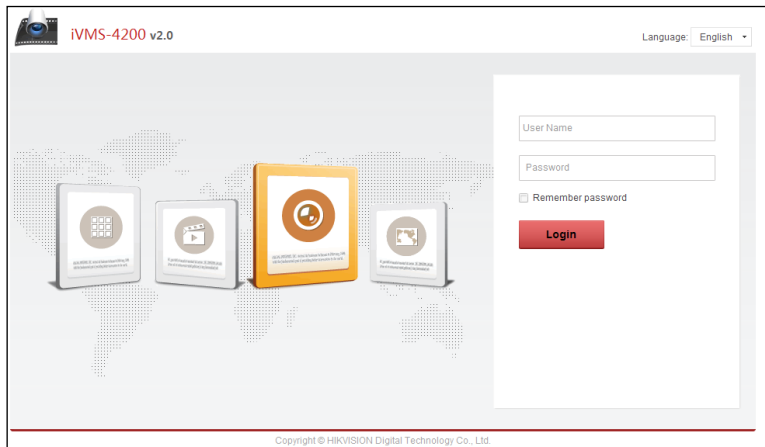 iVMS-4200 v2.0
Language: English
User Name
Password
Remember password
Login
Copyright © HIKVISION Digital Technology Co., Ltd.